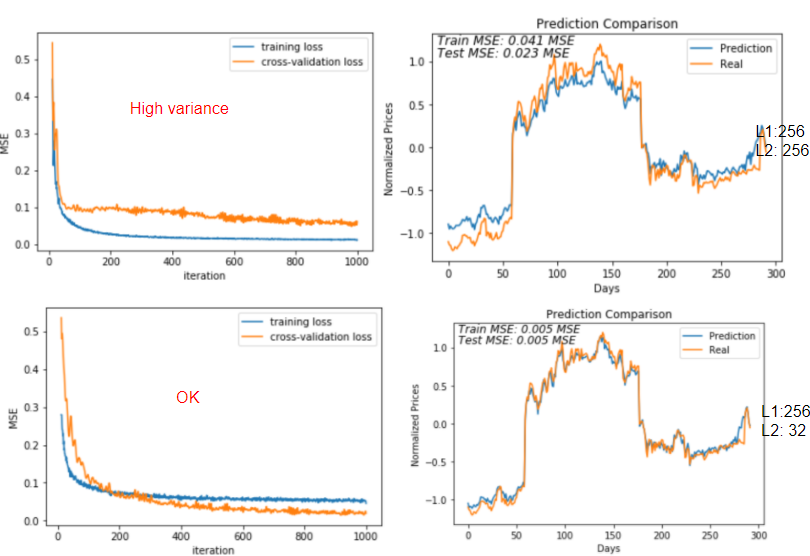 training loss
cross-validation loss
High variance
MSE
0.5
0.4
0.3
0.2
0.1
0.0
0
200
400
600
800
1000
iteration
Prediction Comparison
Train MSE: 0.041 MSE
Test MSE: 0.023 MSE
Prediction
Real
Normalized Prices
1.0
0.5
0.0
−0.5
−1.0
0
50
100
150
200
250
300
Days
L1:256
L2: 256
training loss
cross-validation loss
OK
MSE
0.5
0.4
0.3
0.2
0.1
0.0
0
200
400
600
800
1000
iteration
Prediction Comparison
Train MSE: 0.005 MSE
Test MSE: 0.005 MSE
Prediction
Real
Normalized Prices
1.0
0.5
0.0
−0.5
−1.0
0
50
100
150
200
250
300
Days
L1:256
L2: 32